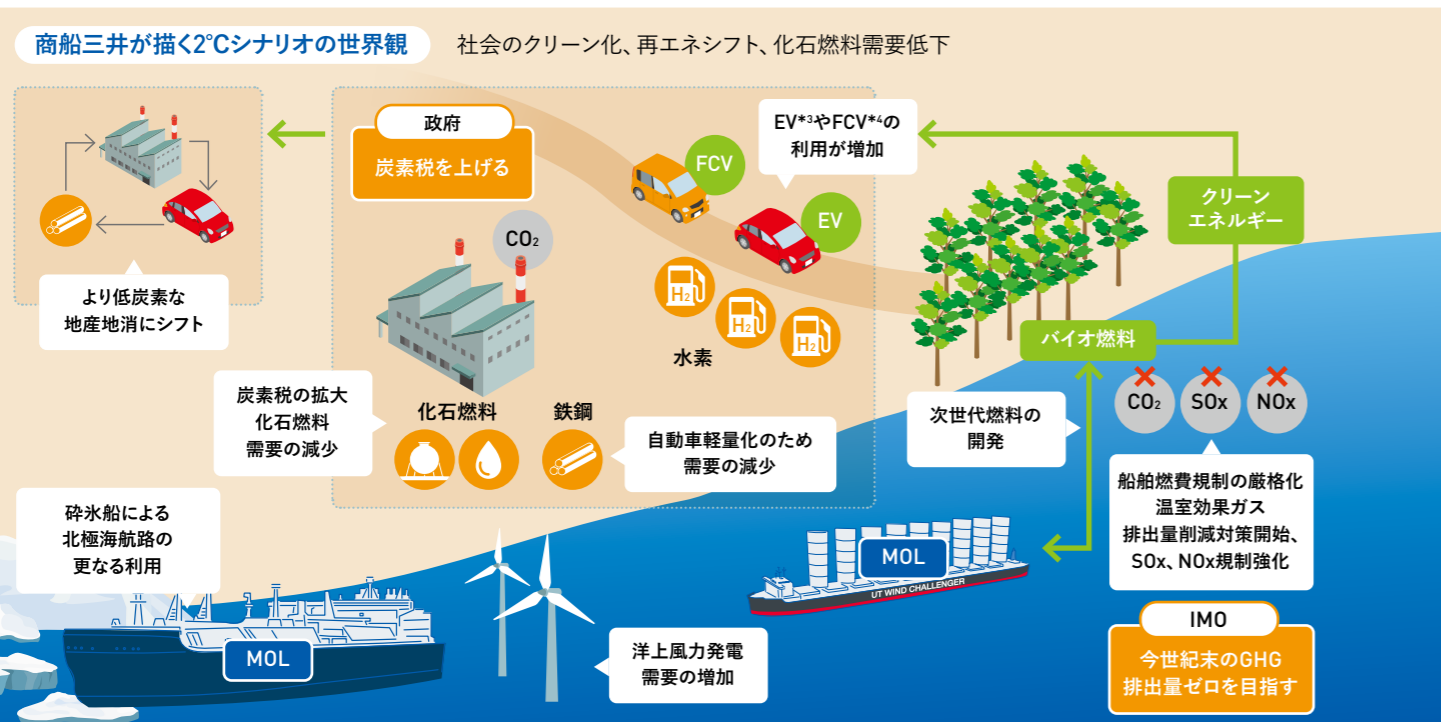 商船三井が描く2℃シナリオの世界観
社会のクリーン化、再エネシフト、化石燃料需要低下
政府
炭素税を上げる
EV*3やFCV*4の
利用が増加
FCV
EV
クリーン
エネルギー
CO₂
より低炭素な
地産地消にシフト
H₂
H₂
H₂
水素
バイオ燃料
炭素税の拡大
化石燃料
需要の減少
化石燃料
鉄鋼
自動車軽量化のため
需要の減少
次世代燃料の
開発
CO₂
SOx
NOx
船舶燃費規制の厳格化
温室効果ガス
排出量削減対策開始、
SOx、NOx規制強化
砕氷船による
北極海航路の
更なる利用
MOL
UT WIND CHALLENGER
MOL
洋上風力発電
需要の増加
IMO
今世紀末のGHG
排出量ゼロを目指す